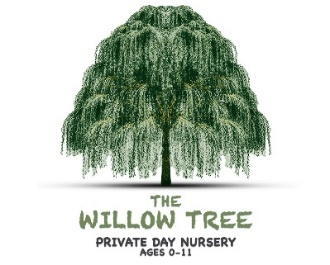 THE
WILLOW TREE
PRIVATE DAY NURSERY
AGES 0-11